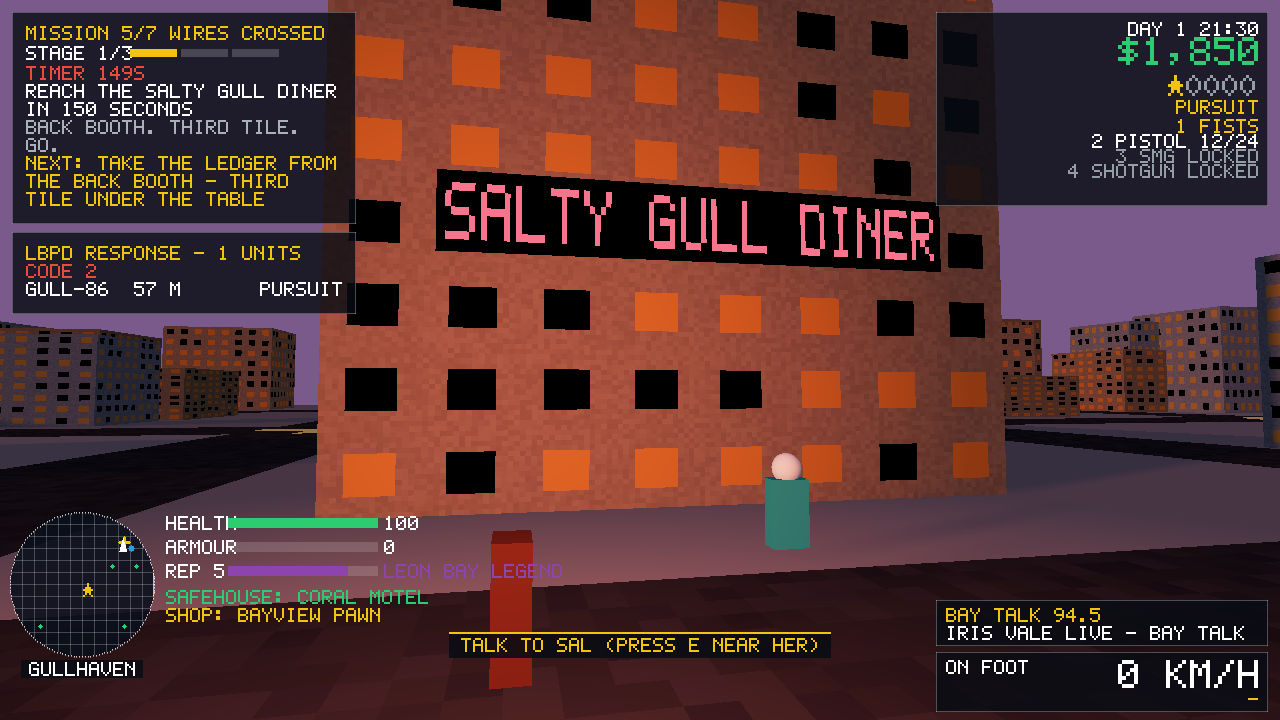 MISSION 5/7 WIRES CROSSED
STAGE 1/3
TIMER 149S
REACH THE SALTY GULL DINER
IN 150 SECONDS
BACK BOOTH. THIRD TILE.
GO.
NEXT: TAKE THE LEDGER FROM
THE BACK BOOTH — THIRD
TILE UNDER THE TABLE
LBPD RESPONSE — 1 UNITS
CODE 2
GULL-86 57 M PURSUIT
DAY 1 21:30
$1,850
PURSUIT
1 FISTS
2 PISTOL 12/24
3 SMG LOCKED
4 SHOTGUN LOCKED
SALTY GULL DINER
HEALTH 100
ARMOUR 0
REP 5 LEON BAY LEGEND
SAFEHOUSE: CORAL MOTEL
SHOP: BAYVIEW PAWN
GULLHAVEN
TALK TO SAL (PRESS E NEAR HER)
BAY TALK 94.5
IRIS VALE LIVE — BAY TALK
ON FOOT 0 KM/H